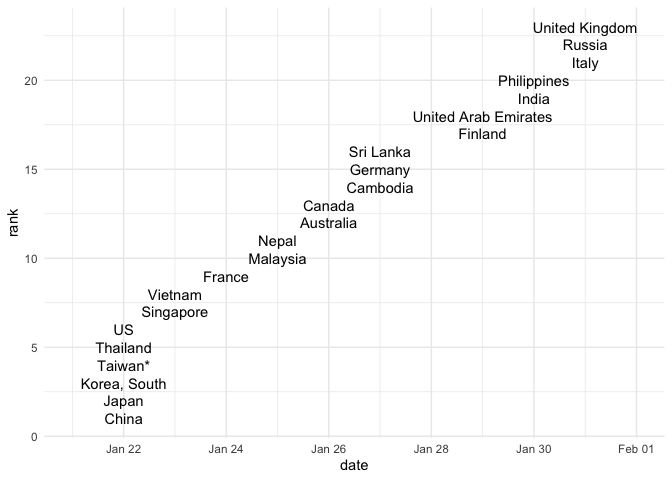 United Kingdom
Russia
Italy
20
Philippines
India
United Arab Emirates
Finland
Sri Lanka
15
Germany
Cambodia
Canada
Australia
rank
Nepal
10
Malaysia
France
Vietnam
Singapore
US
5
Thailand
Taiwan*
Korea, South
Japan
China
0
Jan 22
Jan 24
Jan 26
Jan 28
Jan 30
Feb 01
date